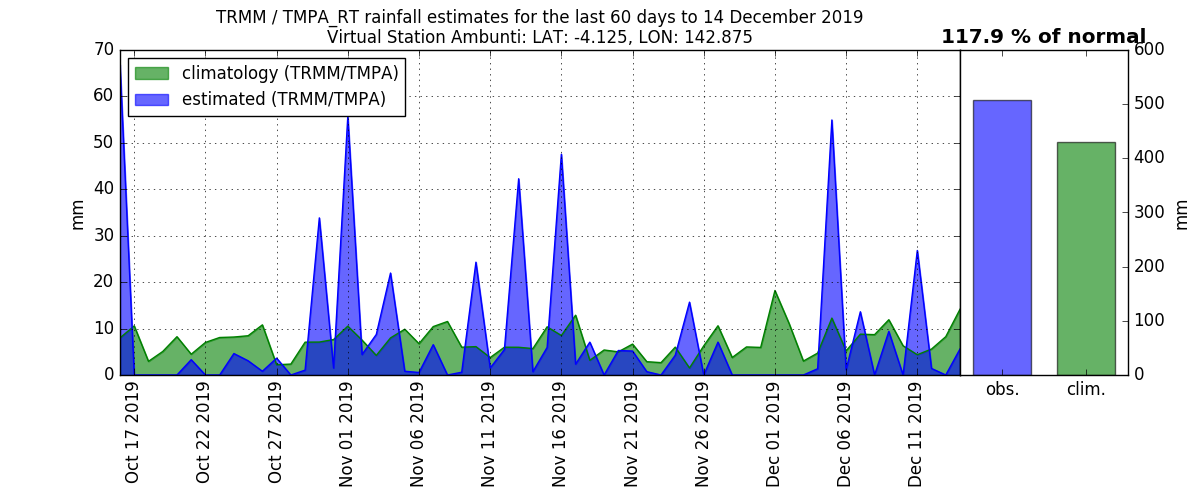 TRMM / TMPA_RT rainfall estimates for the last 60 days to 14 December 2019
Virtual Station Ambunti: LAT: -4.125, LON: 142.875
117.9 % of normal
climatology (TRMM/TMPA)
estimated (TRMM/TMPA)
mm
70
60
50
40
30
20
10
0
Oct 17 2019
Oct 22 2019
Oct 27 2019
Nov 01 2019
Nov 06 2019
Nov 11 2019
Nov 16 2019
Nov 21 2019
Nov 26 2019
Dec 01 2019
Dec 06 2019
Dec 11 2019
obs.
clim.
600
500
400
300
200
100
0
mm